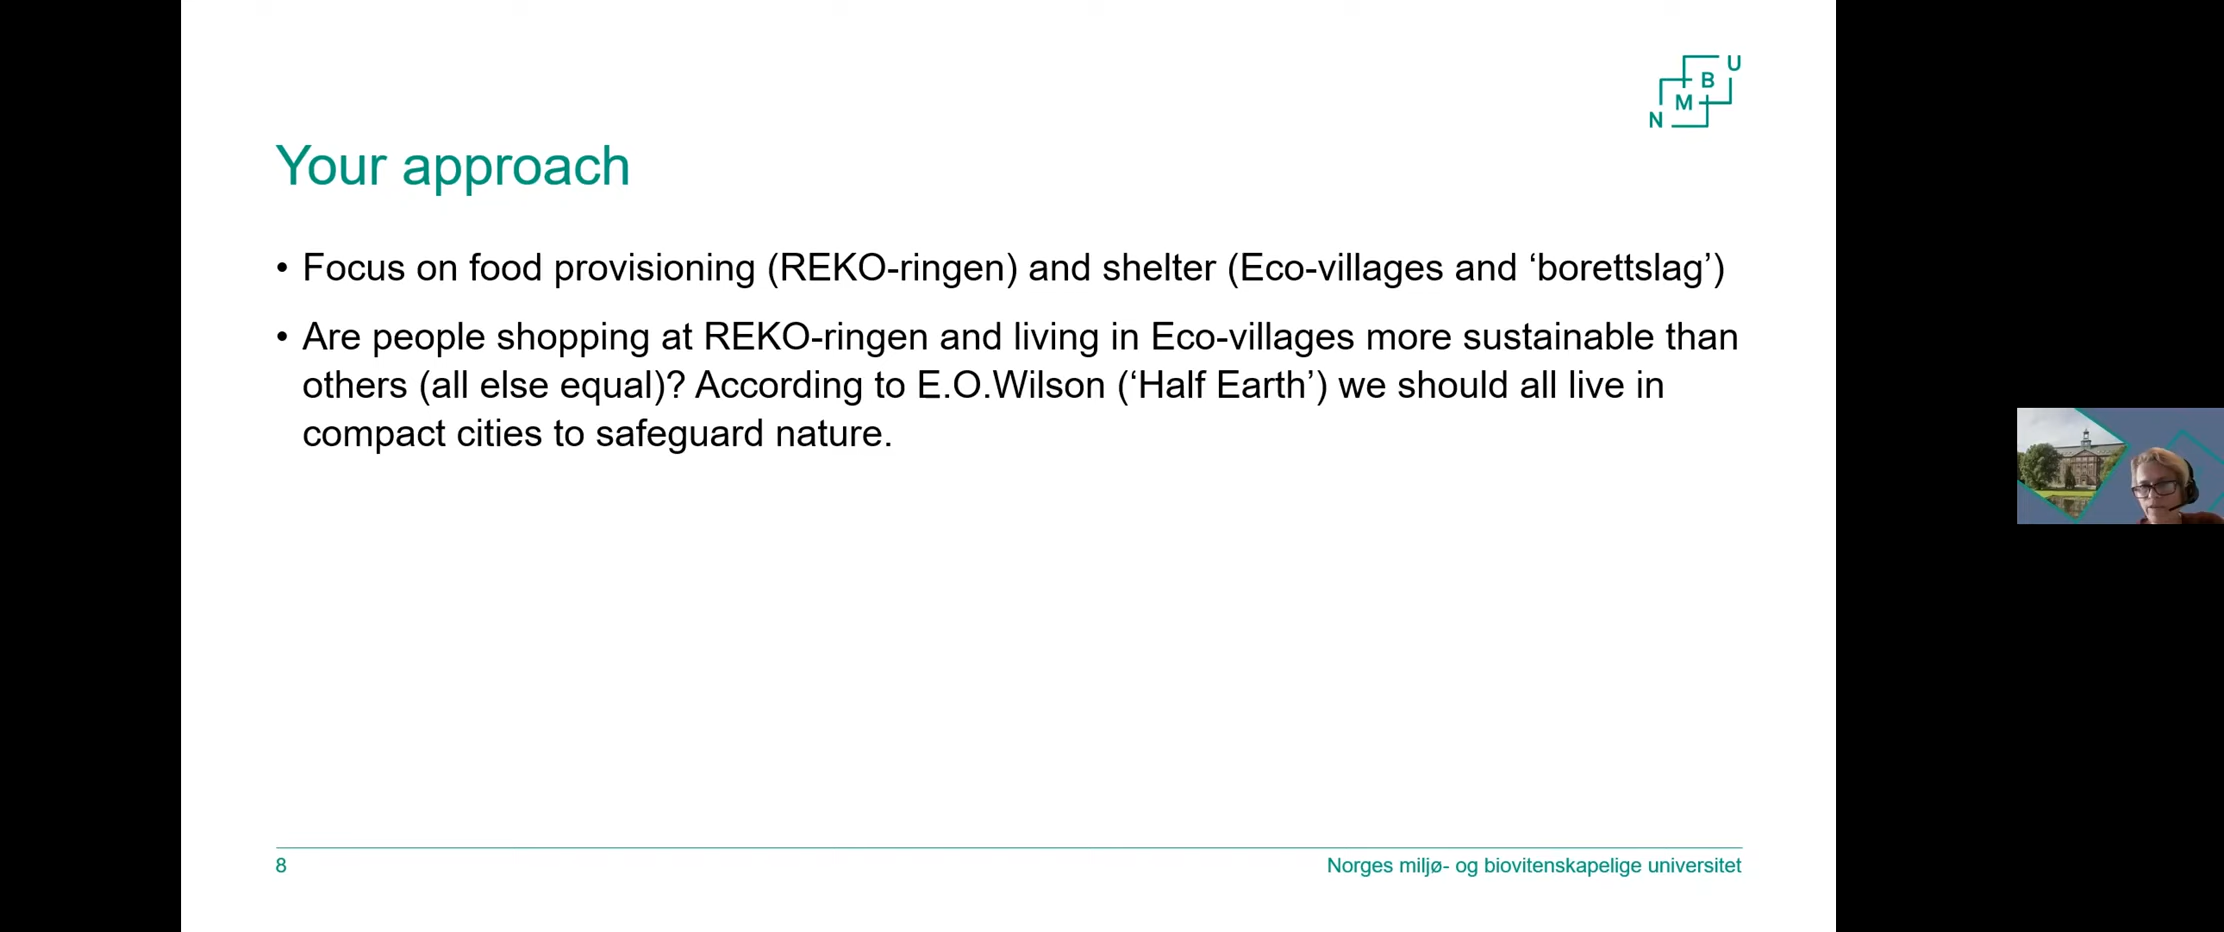 N M B U
Your approach
• Focus on food provisioning (REKO-ringen) and shelter (Eco-villages and ‘borettslag’)
• Are people shopping at REKO-ringen and living in Eco-villages more sustainable than
others (all else equal)? According to E.O.Wilson (‘Half Earth’) we should all live in
compact cities to safeguard nature.
8
Norges miljø- og biovitenskapelige universitet